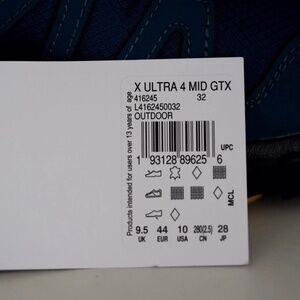 X ULTRA 4 MID GTX
416245 32
L4162450032
OUTDOOR
UPC
1 93128 89625 6
MCL
9.5 44 10 280(2.5) 28
UK EUR USA CN JP
Products intended for users over 13 years of age